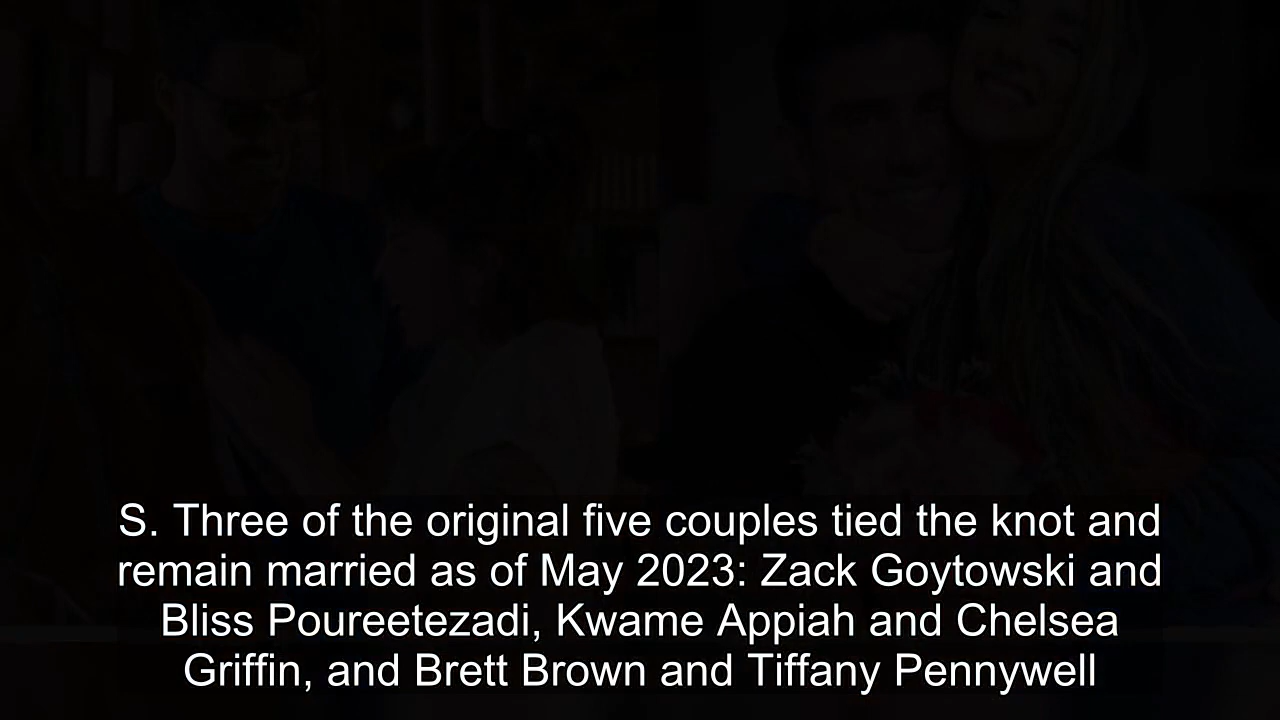 S. Three of the original five couples tied the knot and
remain married as of May 2023: Zack Goytowski and
Bliss Poureetezadi, Kwame Appiah and Chelsea
Griffin, and Brett Brown and Tiffany Pennywell